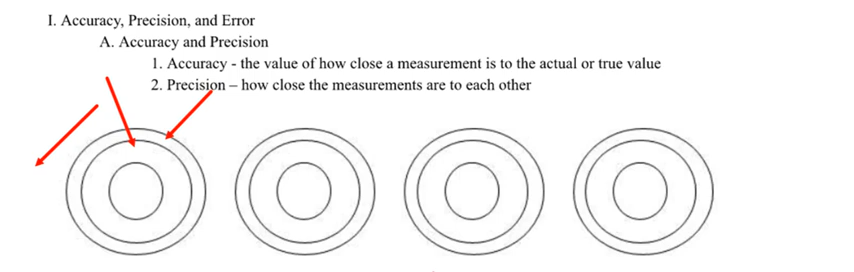 I. Accuracy, Precision, and Error
A. Accuracy and Precision
1. Accuracy - the value of how close a measurement is to the actual or true value
2. Precision – how close the measurements are to each other